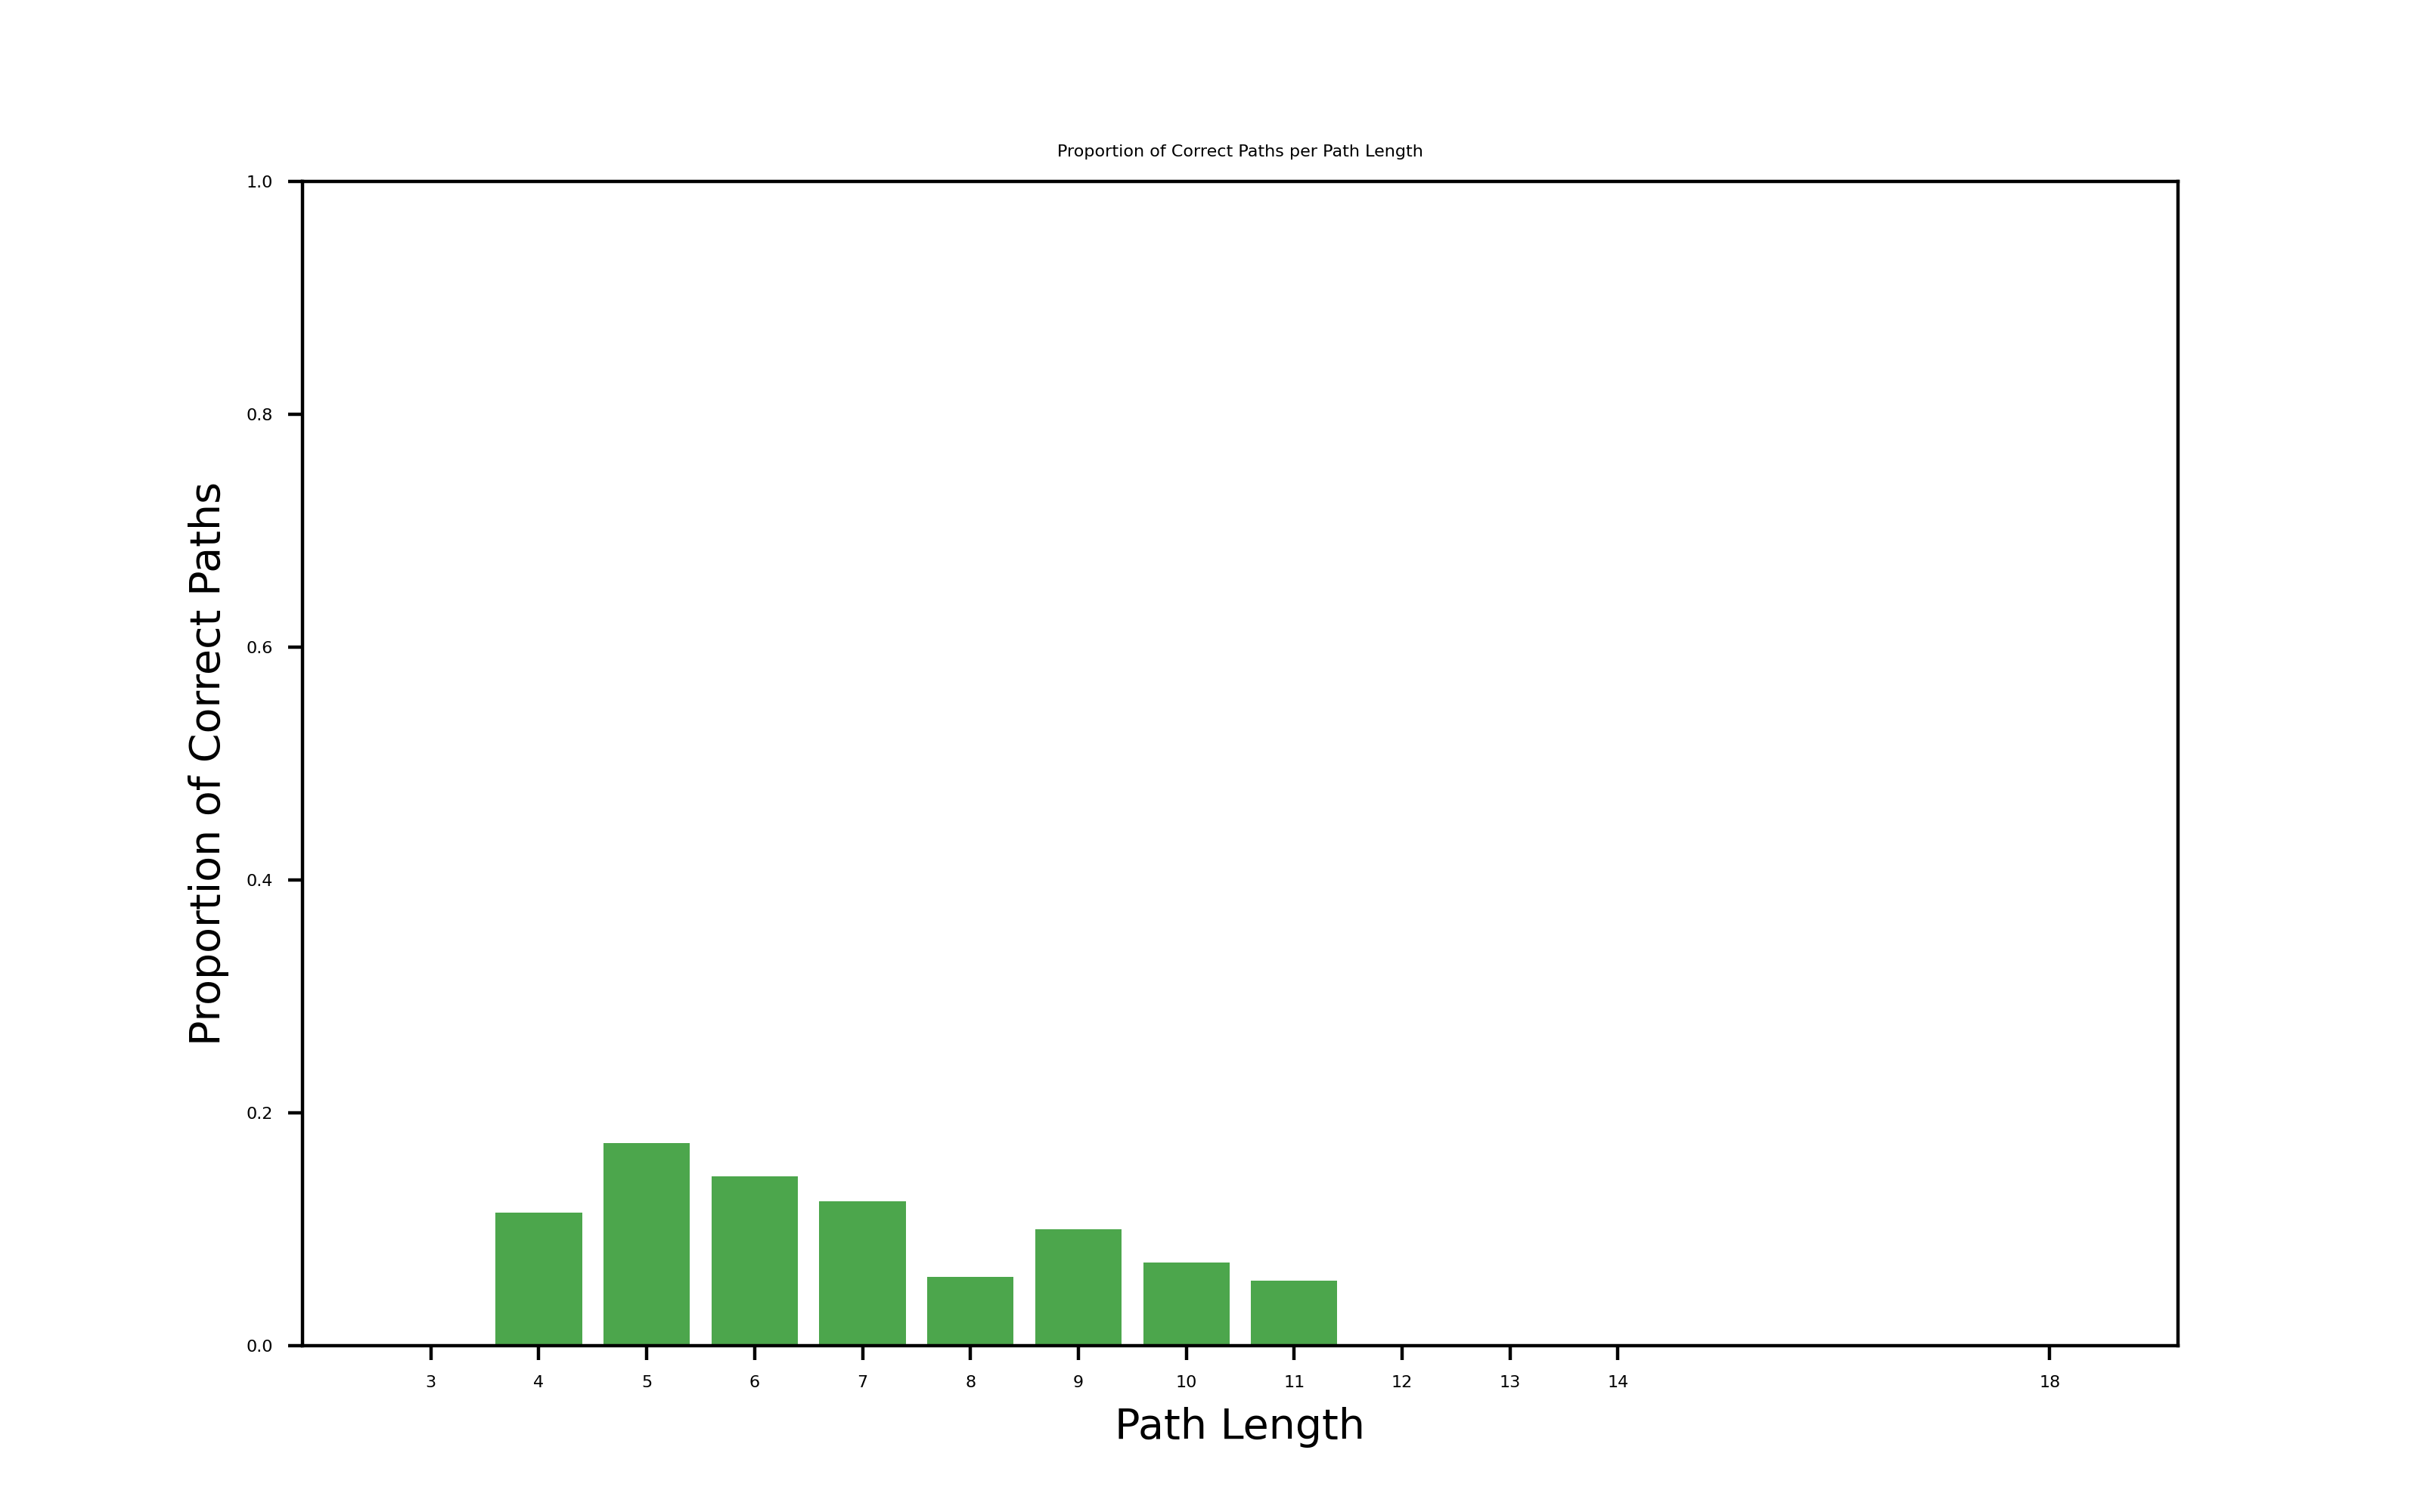 Proportion of Correct Paths per Path Length
Proportion of Correct Paths
1.0
0.8
0.6
0.4
0.2
0.0
3 4 5 6 7 8 9 10 11 12 13 14 18
Path Length